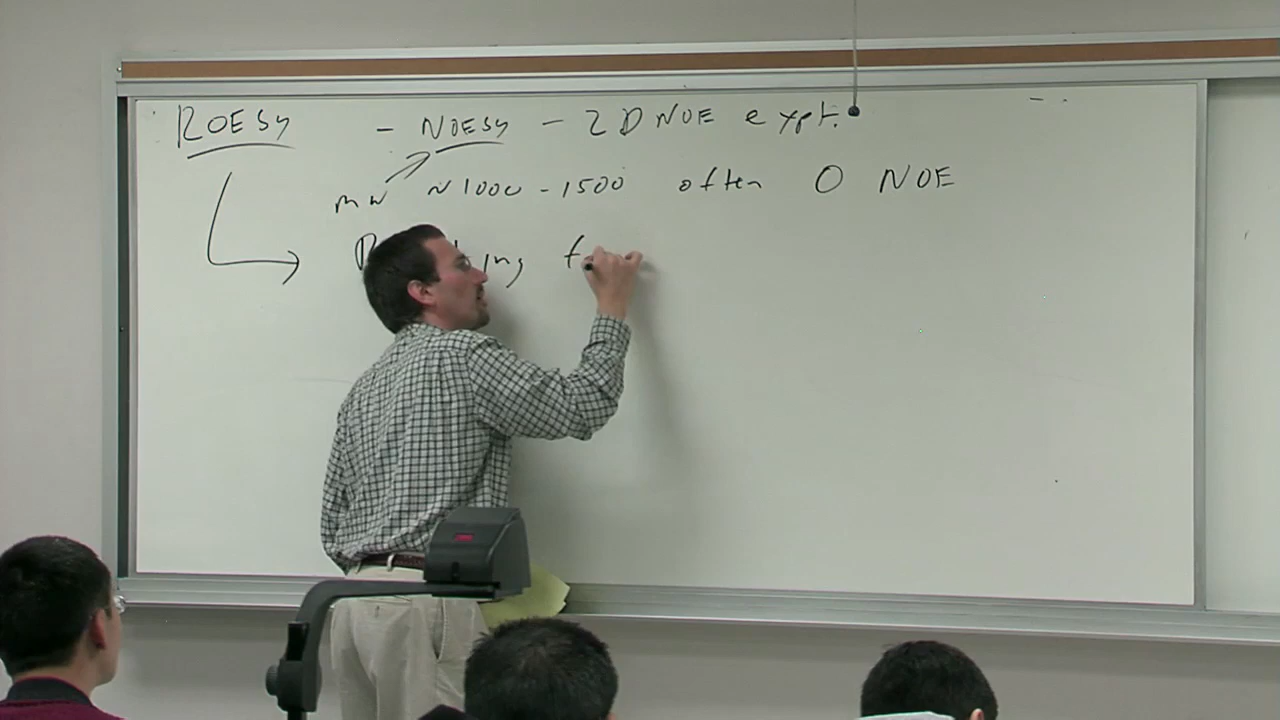 ROESY - NOESY - 2D NOE expt.
mw ~1000 - 1500 often 0 NOE